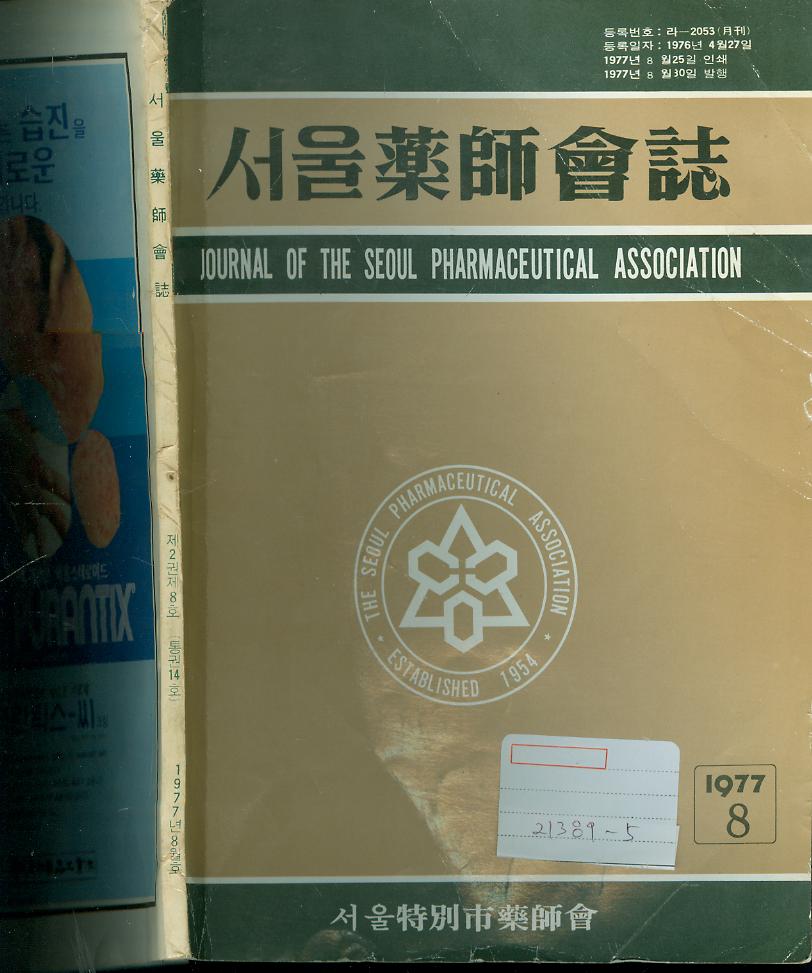 등록번호 : 라-2053(月刊)
등록일자 : 1976년 4월27일
1977년 8 월25일 인쇄
1977년 8 월30일 발행
서울薬師會誌
JOURNAL OF THE SEOUL PHARMACEUTICAL ASSOCIATION
THE SEOUL PHARMACEUTICAL ASSOCIATION
ESTABLISHED 1954
21389-5
1977
8
서울特別市藥師會
서울薬師會誌
제2권제8호 (통권14호)
1977년8월호
습진을
로운
니다